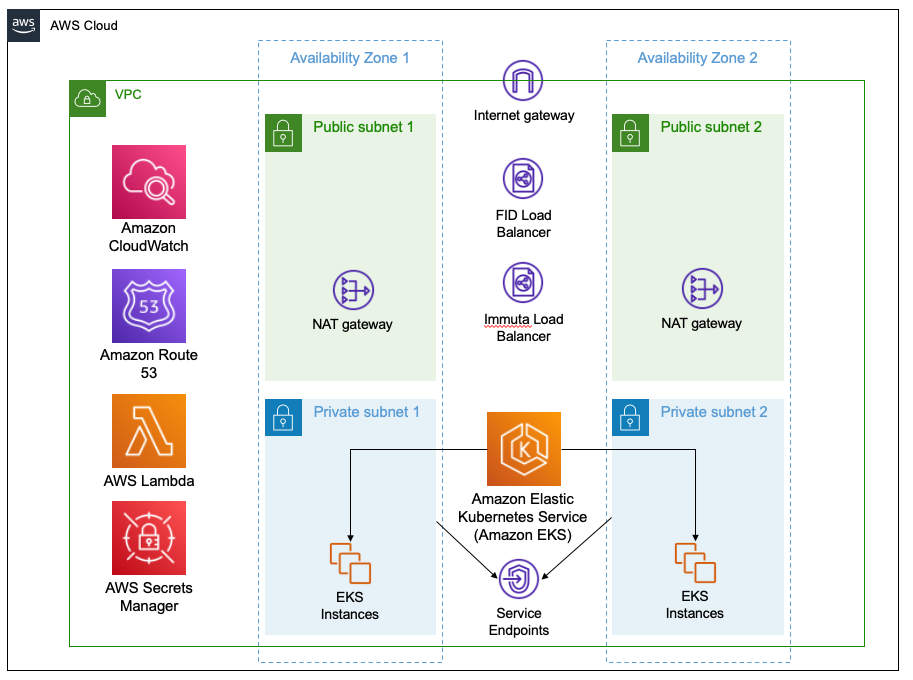 aws
AWS Cloud
Availability Zone 1
Availability Zone 2
VPC
Internet gateway
Public subnet 1
Public subnet 2
Amazon
CloudWatch
FID Load
Balancer
53
Amazon Route
53
NAT gateway
Immuta Load
Balancer
NAT gateway
Private subnet 1
Private subnet 2
AWS Lambda
K
Amazon Elastic
Kubernetes Service
(Amazon EKS)
AWS Secrets
Manager
EKS
Instances
Service
Endpoints
EKS
Instances